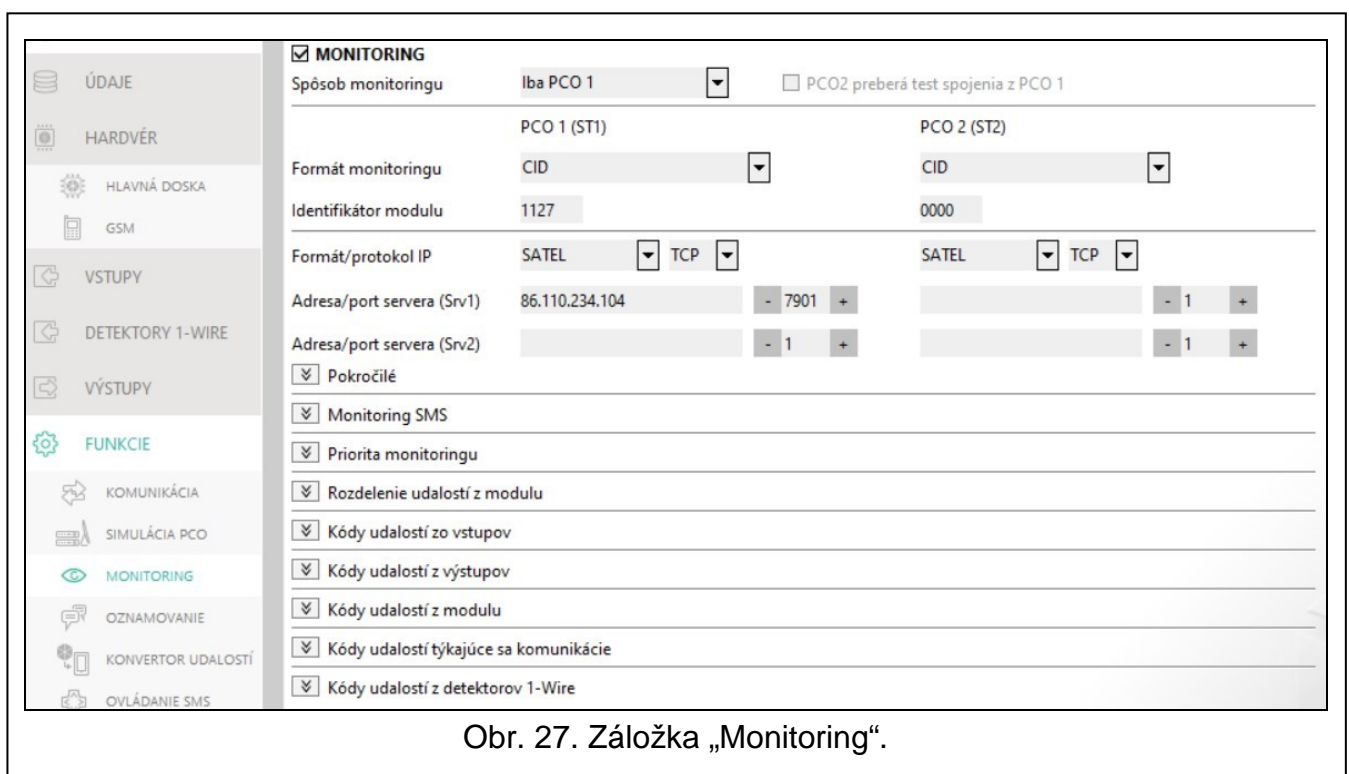 ÚDAJE
HARDVÉR
HLAVNÁ DOSKA
GSM
VSTUPY
DETEKTORY 1-WIRE
VÝSTUPY
FUNKCIE
KOMUNIKÁCIA
SIMULÁCIA PCO
MONITORING
OZNAMOVANIE
KONVERTOR UDALOSTÍ
OVLÁDANIE SMS
MONITORING
Spôsob monitoringu Iba PCO 1 PCO2 preberá test spojenia z PCO 1
PCO 1 (ST1) PCO 2 (ST2)
Formát monitoringu CID CID
Identifikátor modulu 1127 0000
Formát/protokol IP SATEL TCP SATEL TCP
Adresa/port servera (Srv1) 86.110.234.104 - 7901 + - 1 +
Adresa/port servera (Srv2) - 1 + - 1 +
Pokročilé
Monitoring SMS
Priorita monitoringu
Rozdelenie udalostí z modulu
Kódy udalostí zo vstupov
Kódy udalostí z výstupov
Kódy udalostí z modulu
Kódy udalostí týkajúce sa komunikácie
Kódy udalostí z detektorov 1-Wire
Obr. 27. Záložka „Monitoring“.